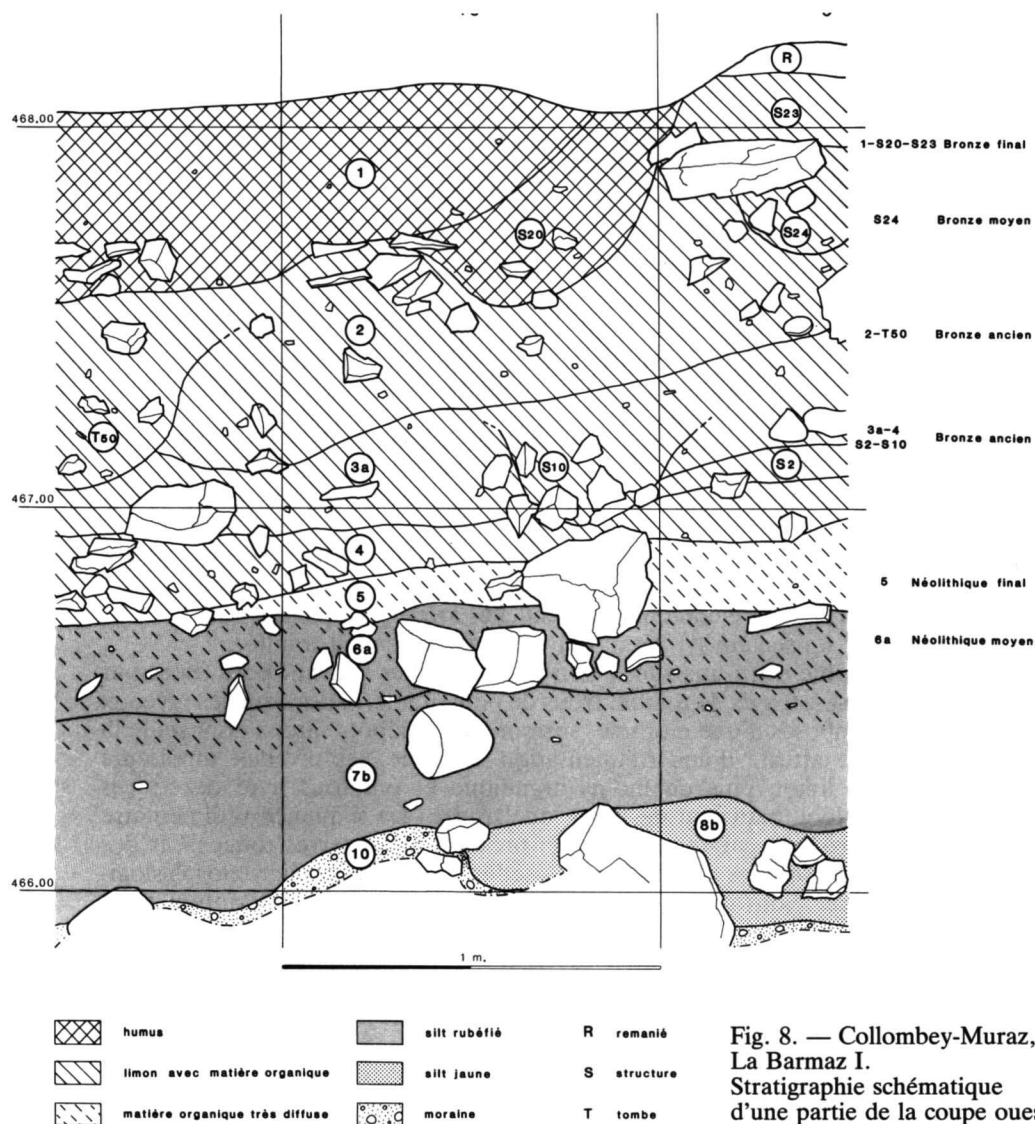 R
468.00
S23
1-S20-S23 Bronze final
1
S24 Bronze moyen
S20
S24
2
2-T50 Bronze ancien
T50
3a-4
S2-S10 Bronze ancien
3a
S10
S2
467.00
4
5
5 Néolithique final
6a
6a Néolithique moyen
7b
8b
10
466.00
1 m.
humus
silt rubéfié
R remanié
limon avec matière organique
silt jaune
S structure
matière organique très diffuse
moraine
T tombe
Fig. 8. — Collombey-Muraz,
La Barmaz I.
Stratigraphie schématique
d'une partie de la coupe oues